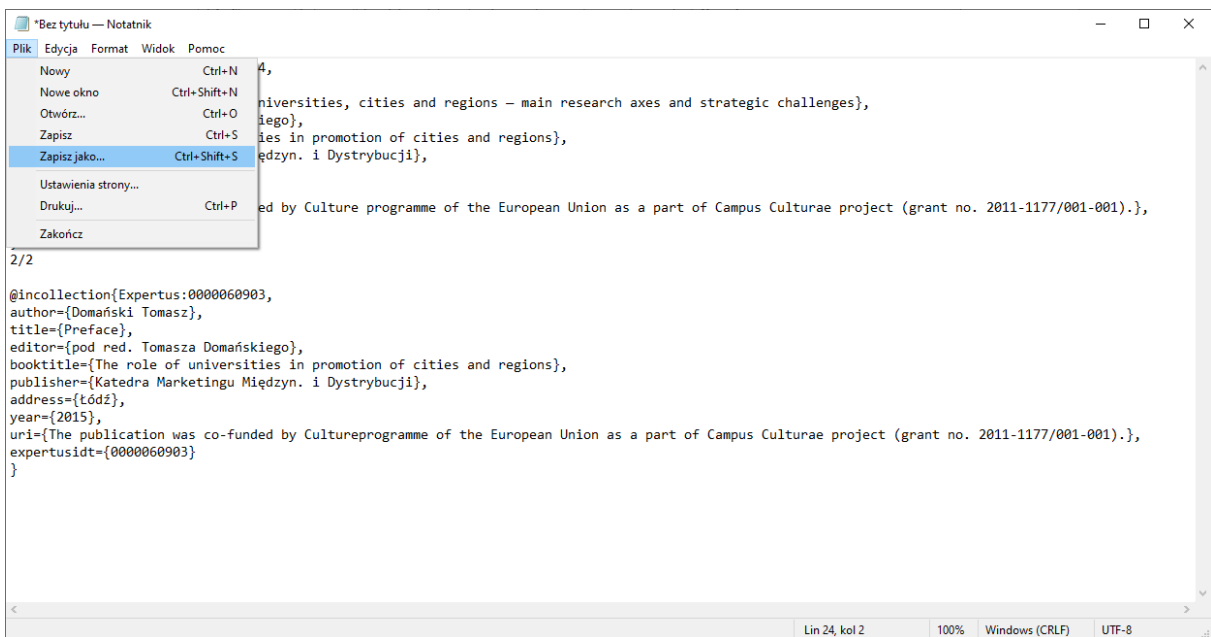 *Bez tytułu — Notatnik
Plik Edycja Format Widok Pomoc
Nowy Ctrl+N
Nowe okno Ctrl+Shift+N
Otwórz... Ctrl+O
Zapisz Ctrl+S
Zapisz jako... Ctrl+Shift+S
Ustawienia strony...
Drukuj... Ctrl+P
Zakończ
4,
niversities, cities and regions — main research axes and strategic challenges},
iego},
ies in promotion of cities and regions},
ędzyn. i Dystrybucji},
ed by Culture programme of the European Union as a part of Campus Culturae project (grant no. 2011-1177/001-001).},
2/2
@incollection{Expertus:0000060903,
author={Domański Tomasz},
title={Preface},
editor={pod red. Tomasza Domańskiego},
booktitle={The role of universities in promotion of cities and regions},
publisher={Katedra Marketingu Międzyn. i Dystrybucji},
address={Łódź},
year={2015},
uri={The publication was co-funded by Cultureprogramme of the European Union as a part of Campus Culturae project (grant no. 2011-1177/001-001).},
expertusidt={0000060903}
}
Lin 24, kol 2 100% Windows (CRLF) UTF-8